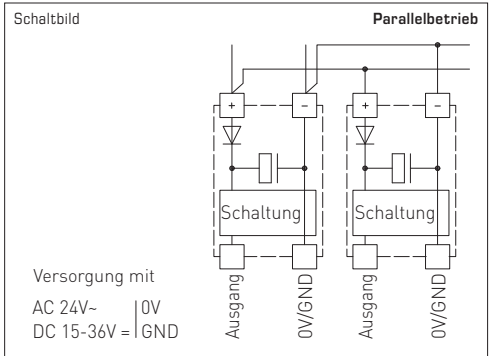 Schaltbild
Parallelbetrieb
+ − + −
Schaltung Schaltung
Ausgang
0V/GND
Ausgang
0V/GND
Versorgung mit
AC 24V~ | 0V
DC 15-36V = | GND